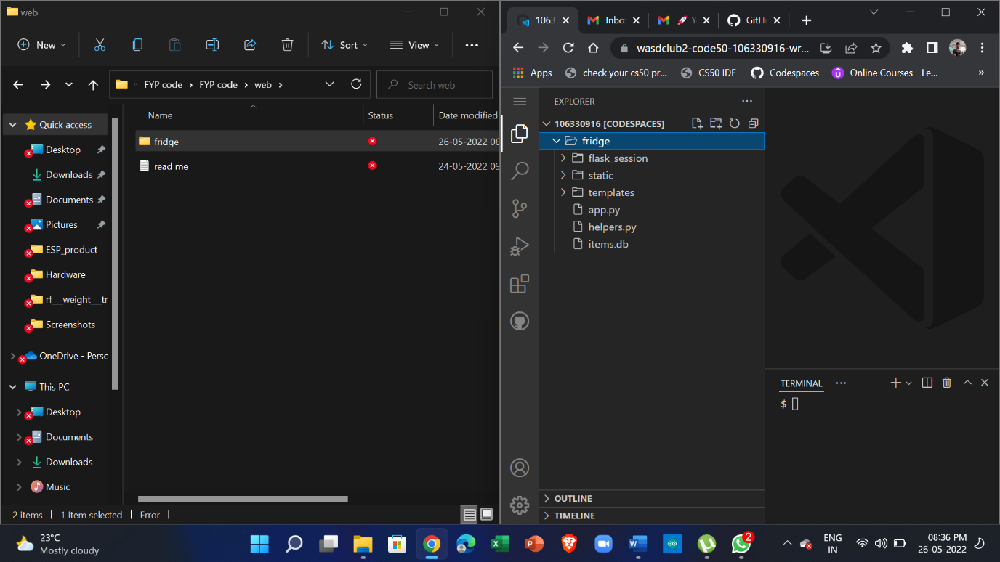 web
New
Sort
View
FYP code › FYP code › web ›
Search web
Name
Status
Date modified
Quick access
Desktop
Downloads
Documents
Pictures
ESP_product
Hardware
rf__weight__tr
Screenshots
OneDrive - Persc
This PC
Desktop
Documents
Downloads
Music
fridge
26-05-2022 08
read me
24-05-2022 09
2 items
1 item selected
Error
1063
Inbo
Y
GitH
wasdclub2-code50-106330916-wr...
Apps
check your cs50 pr...
CS50 IDE
Codespaces
Online Courses - Le...
»
EXPLORER
106330916 [CODESPACES]
fridge
flask_session
static
templates
app.py
helpers.py
items.db
OUTLINE
TIMELINE
TERMINAL
$
23°C
Mostly cloudy
2
ENG
IN
08:36 PM
26-05-2022